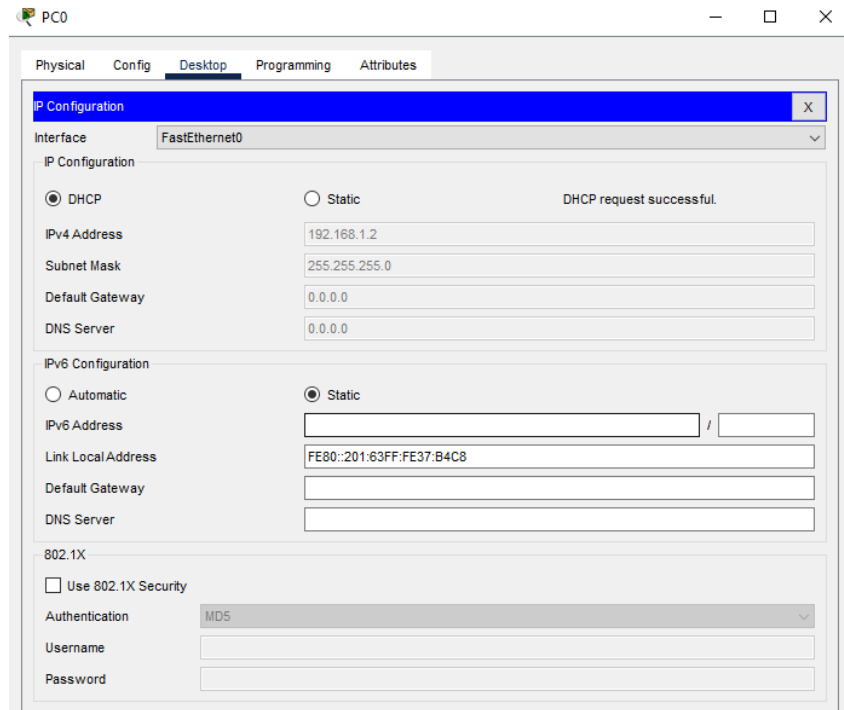 PC0
Physical Config Desktop Programming Attributes
IP Configuration X
Interface FastEthernet0
IP Configuration
DHCP Static DHCP request successful.
IPv4 Address 192.168.1.2
Subnet Mask 255.255.255.0
Default Gateway 0.0.0.0
DNS Server 0.0.0.0
IPv6 Configuration
Automatic Static
IPv6 Address /
Link Local Address FE80::201:63FF:FE37:B4C8
Default Gateway
DNS Server
802.1X
Use 802.1X Security
Authentication MD5
Username
Password